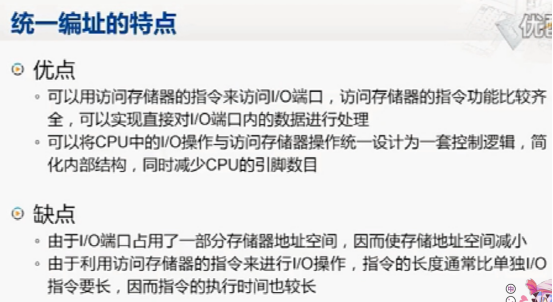 统一编址的特点
优点
可以用访问存储器的指令来访问I/O端口，访问存储器的指令功能比较齐
全，可以实现直接对I/O端口内的数据进行处理
可以将CPU中的I/O操作与访问存储器操作统一设计为一套控制逻辑，简
化内部结构，同时减少CPU的引脚数目
缺点
由于I/O端口占用了一部分存储器地址空间，因而使存储地址空间减小
由于利用访问存储器的指令来进行I/O操作，指令的长度通常比单独I/O
指令要长，因而指令的执行时间也较长